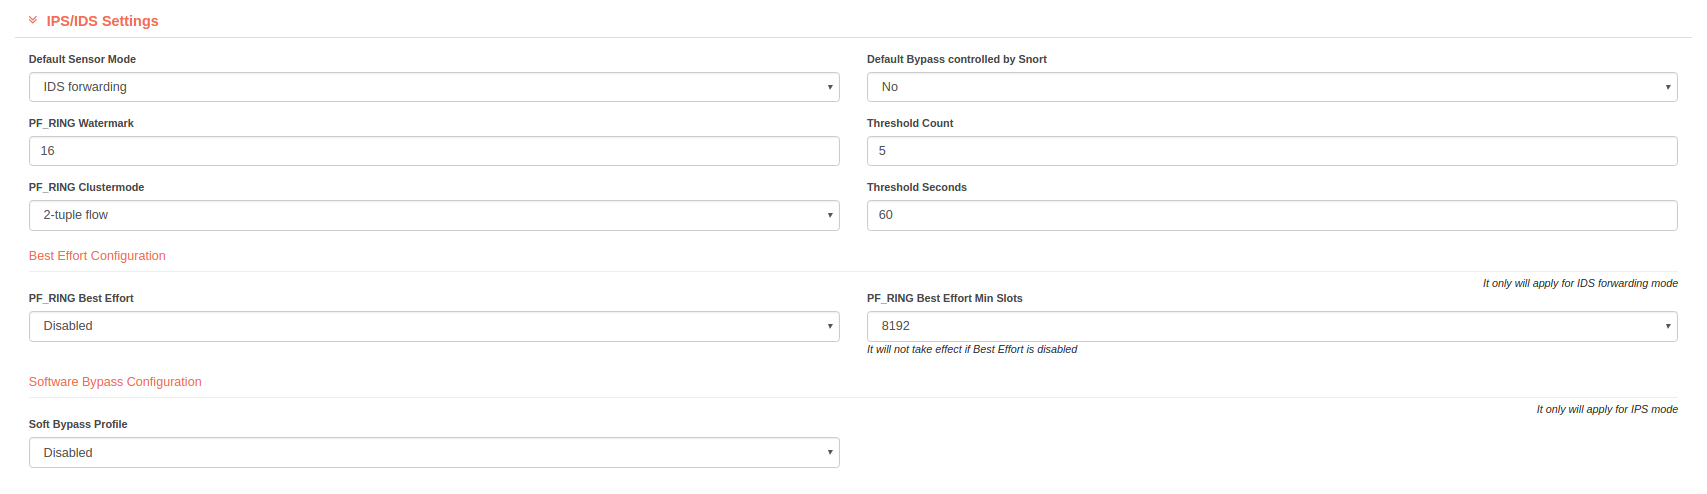 IPS/IDS Settings
Default Sensor Mode
Default Bypass controlled by Snort
IDS forwarding
No
PF_RING Watermark
Threshold Count
16
5
PF_RING Clustermode
Threshold Seconds
2-tuple flow
60
Best Effort Configuration
It only will apply for IDS forwarding mode
PF_RING Best Effort
PF_RING Best Effort Min Slots
Disabled
8192
It will not take effect if Best Effort is disabled
Software Bypass Configuration
It only will apply for IPS mode
Soft Bypass Profile
Disabled